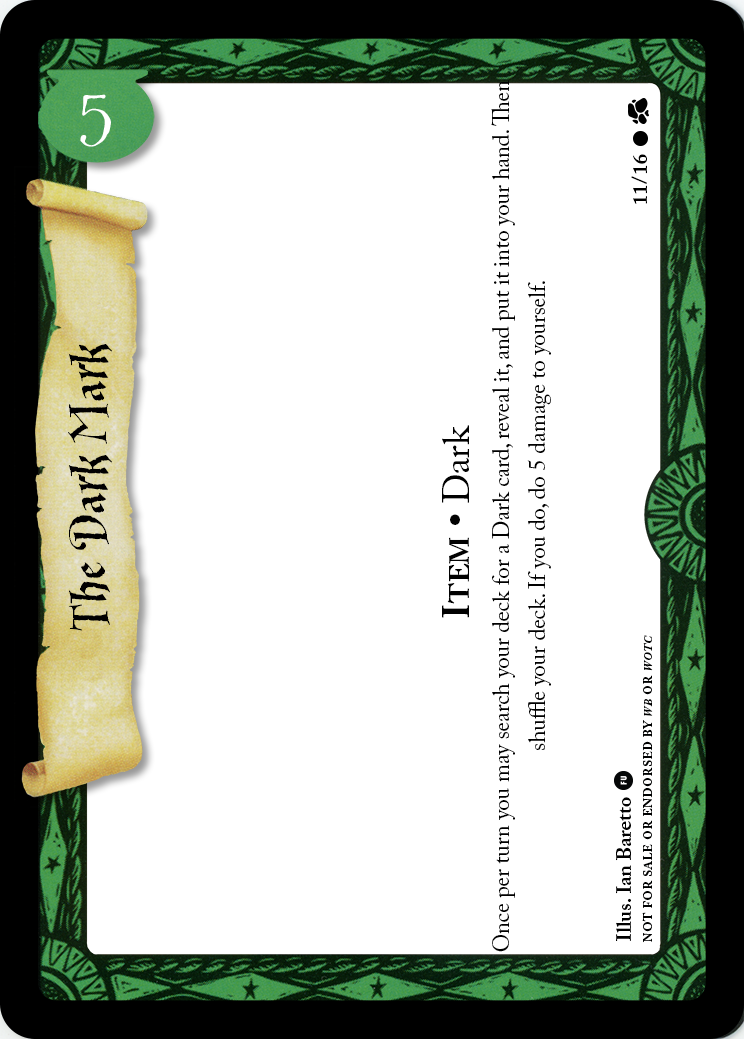 5
The Dark Mark
ITEM • Dark
Once per turn you may search your deck for a Dark card, reveal it, and put it into your hand. Then
shuffle your deck. If you do, do 5 damage to yourself.
Illus. Ian Baretto FU
11/16 ●
NOT FOR SALE OR ENDORSED BY WB OR WOTC